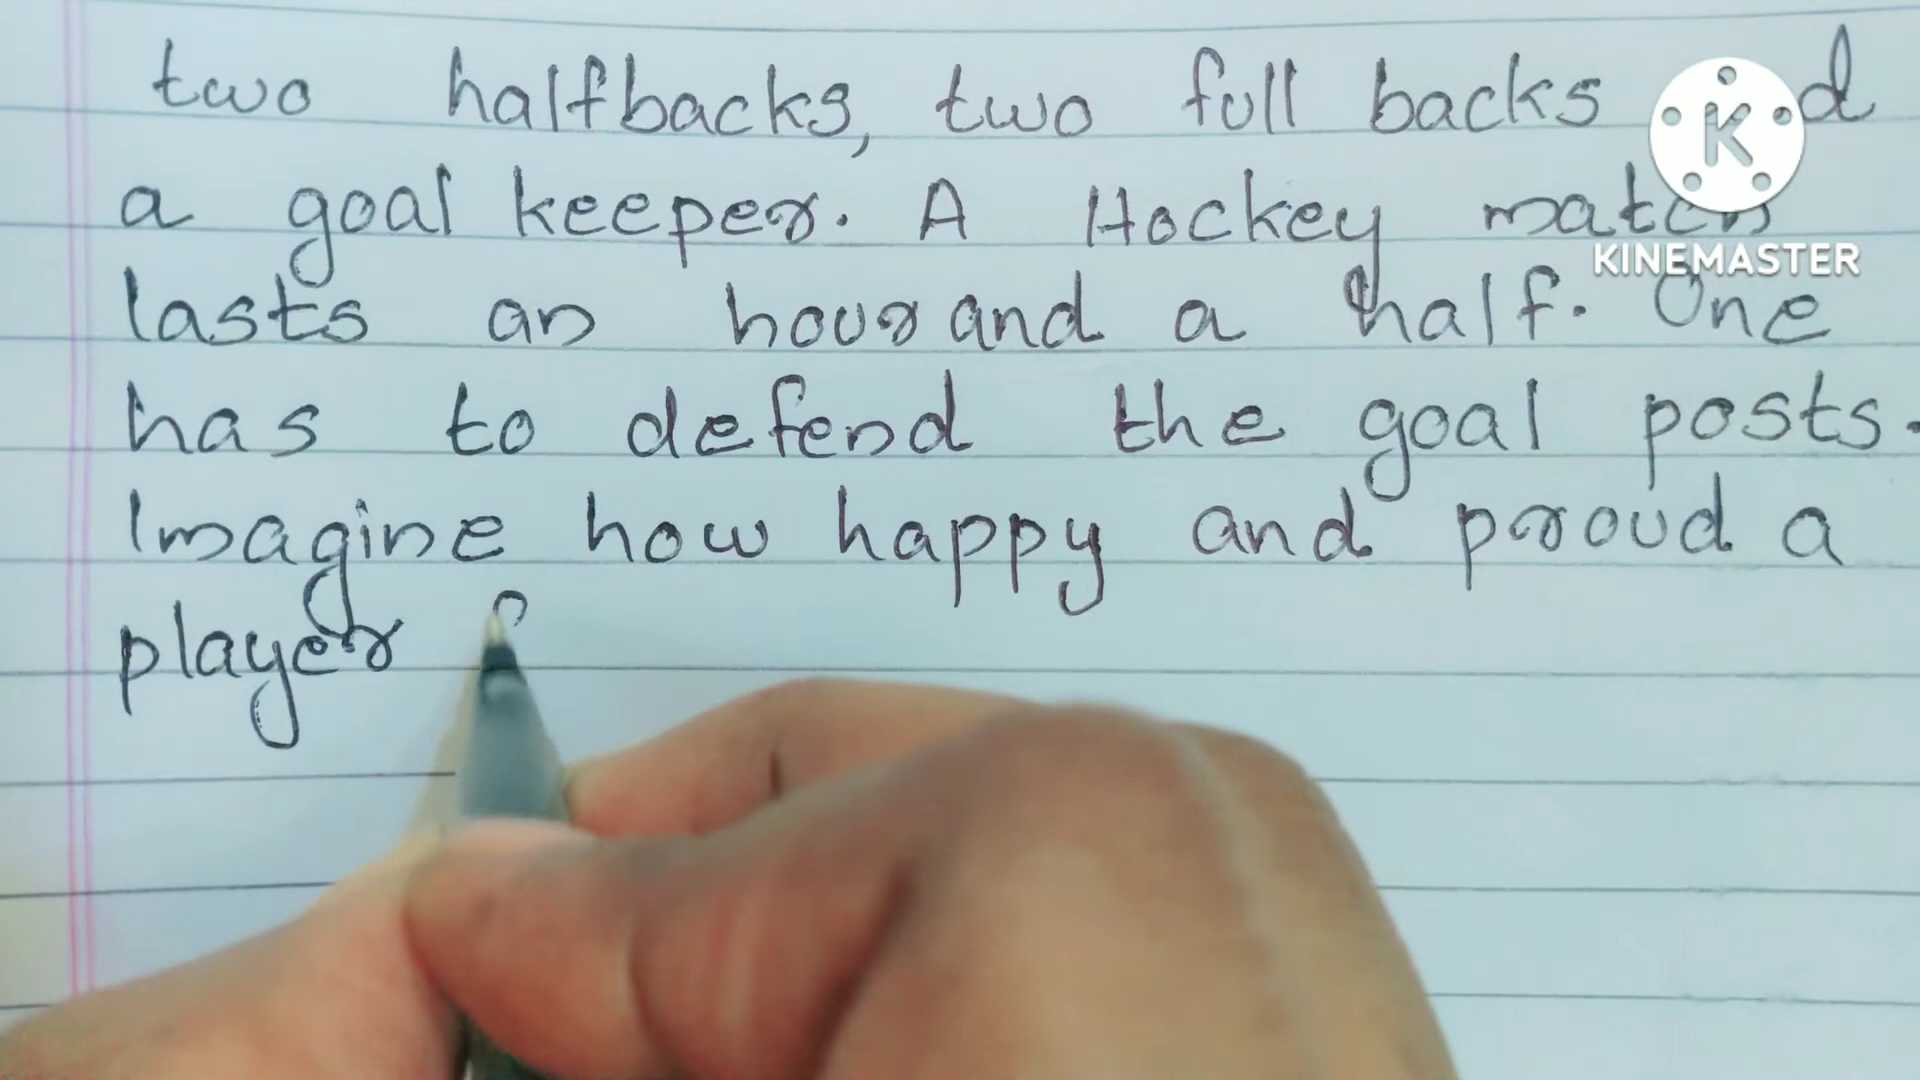 two halfbacks, two full backs
a goal keeper. A Hockey match
KINEMASTER
lasts an hour and a half. One
has to defend the goal posts.
Imagine how happy and proud a
player